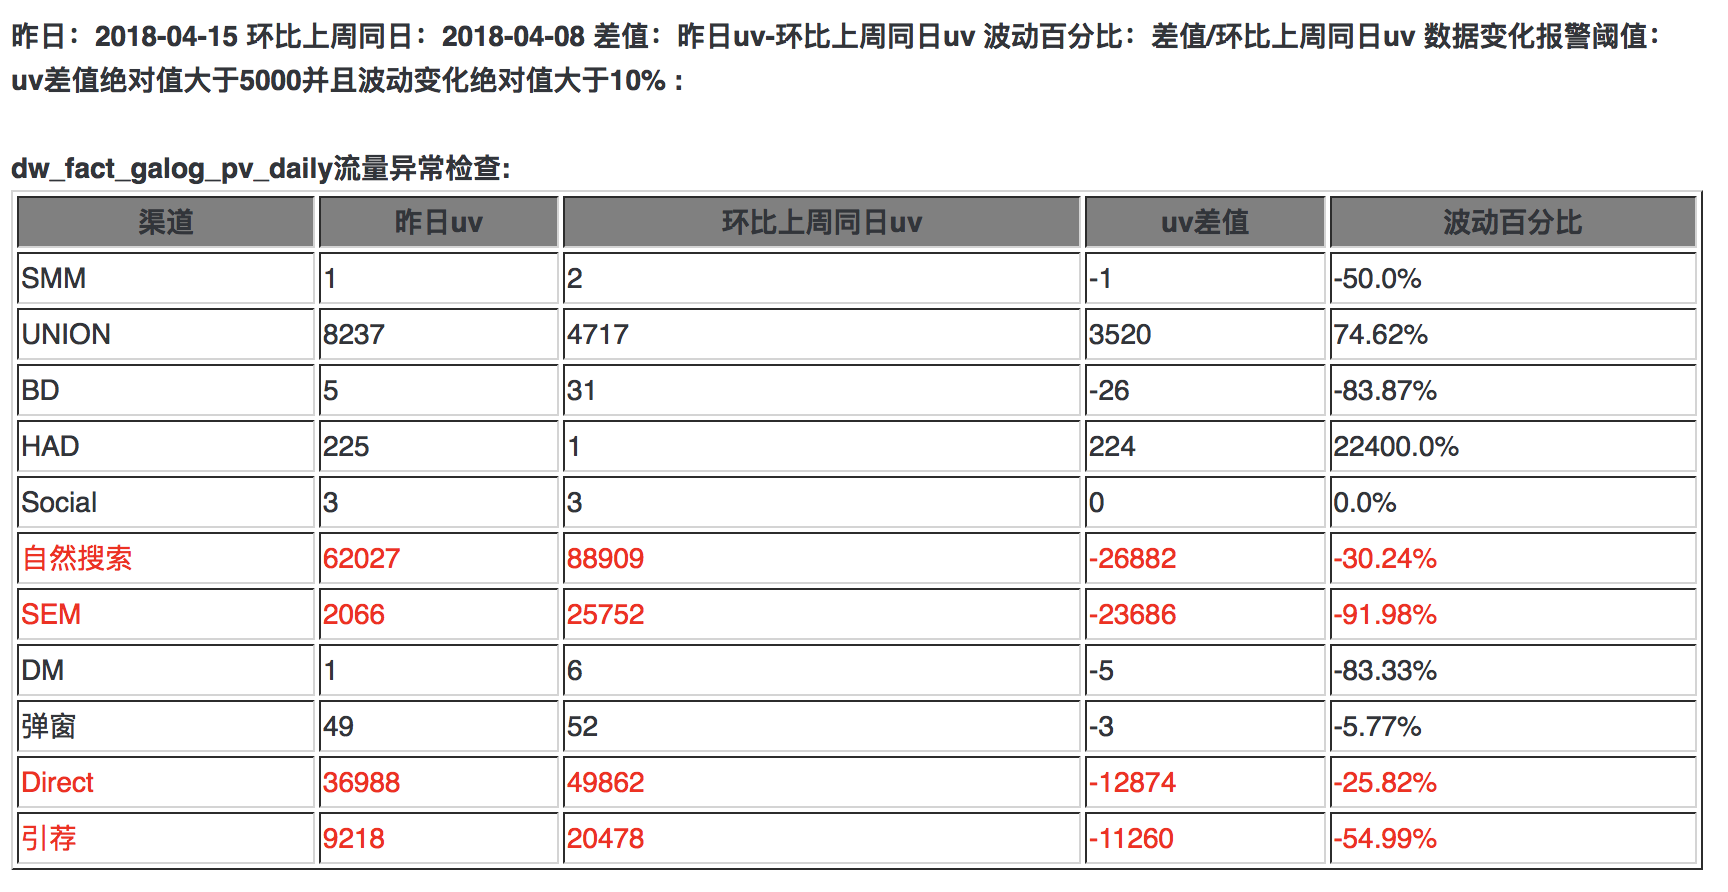 昨日：2018-04-15 环比上周同日：2018-04-08 差值：昨日uv-环比上周同日uv 波动百分比：差值/环比上周同日uv 数据变化报警阈值：
uv差值绝对值大于5000并且波动变化绝对值大于10% :
dw_fact_galog_pv_daily流量异常检查:
渠道 昨日uv 环比上周同日uv uv差值 波动百分比
SMM 1 2 -1 -50.0%
UNION 8237 4717 3520 74.62%
BD 5 31 -26 -83.87%
HAD 225 1 224 22400.0%
Social 3 3 0 0.0%
自然搜索 62027 88909 -26882 -30.24%
SEM 2066 25752 -23686 -91.98%
DM 1 6 -5 -83.33%
弹窗 49 52 -3 -5.77%
Direct 36988 49862 -12874 -25.82%
引荐 9218 20478 -11260 -54.99%